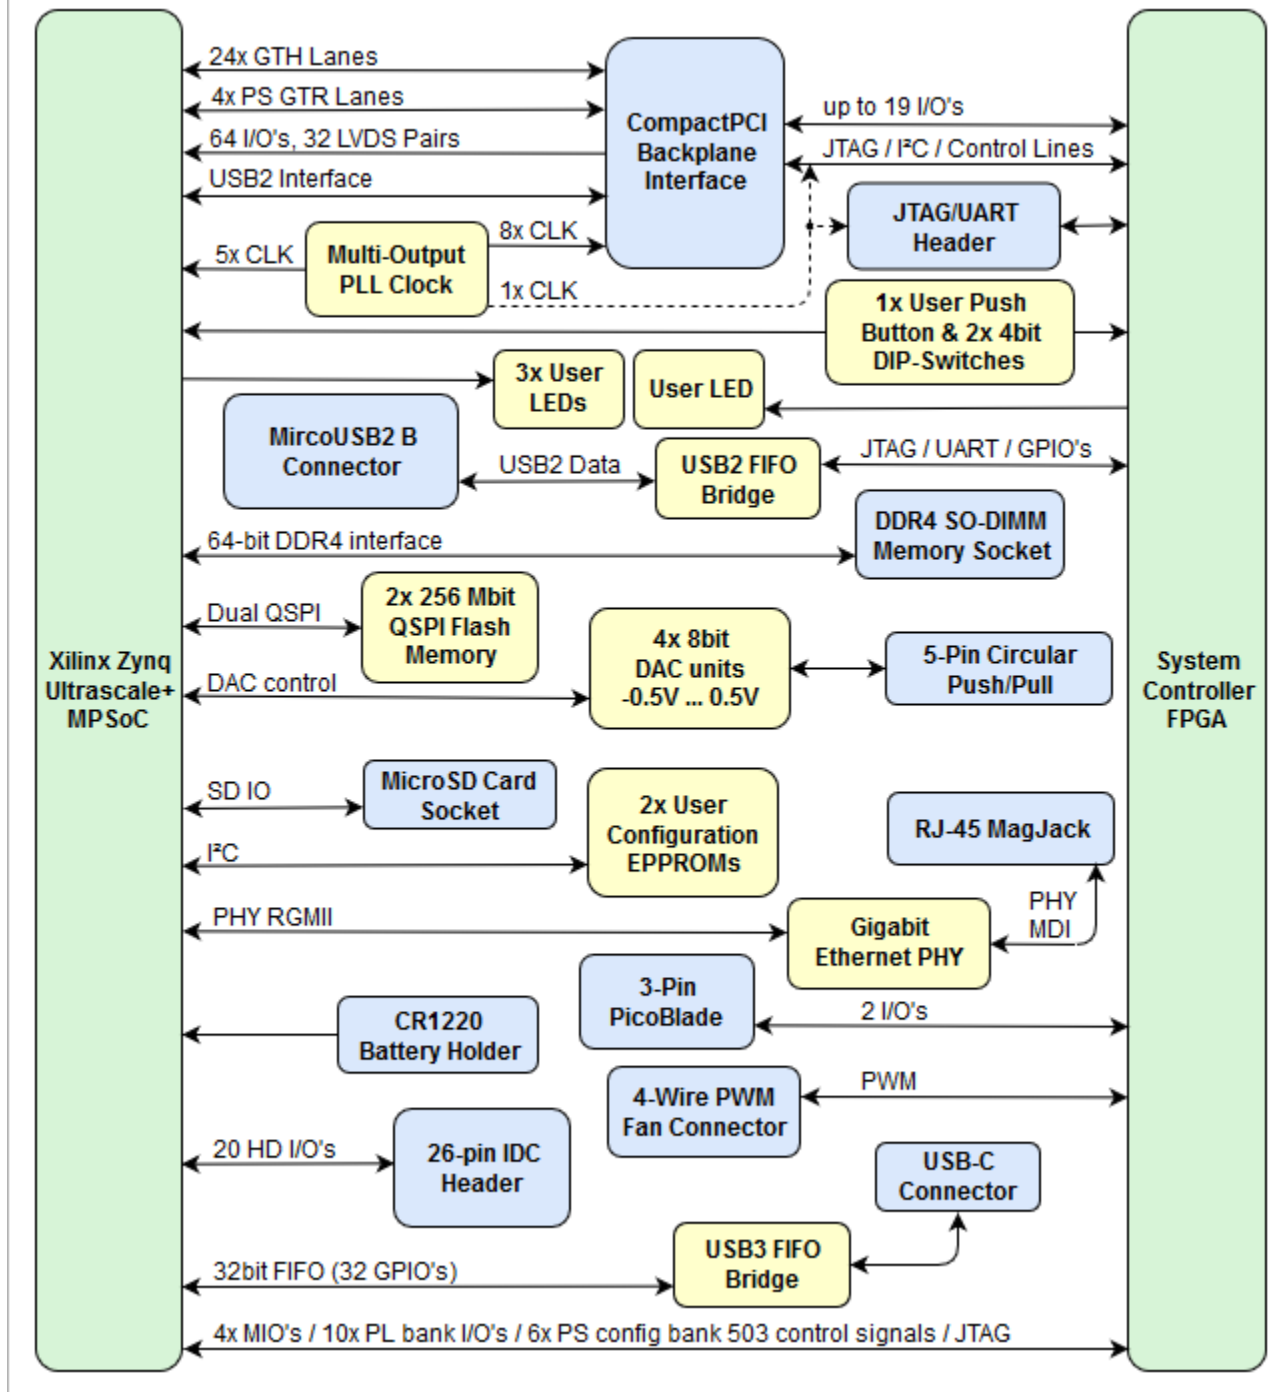 24x GTH Lanes
4x PS GTR Lanes
64 I/O's, 32 LVDS Pairs
USB2 Interface
CompactPCI
Backplane
Interface
up to 19 I/O's
JTAG / I²C / Control Lines
JTAG/UART
Header
5x CLK
Multi-Output
PLL Clock
8x CLK
1x CLK
1x User Push
Button & 2x 4bit
DIP-Switches
3x User
LEDs
User LED
MircoUSB2 B
Connector
USB2 Data
USB2 FIFO
Bridge
JTAG / UART / GPIO's
64-bit DDR4 interface
DDR4 SO-DIMM
Memory Socket
Dual QSPI
2x 256 Mbit
QSPI Flash
Memory
DAC control
4x 8bit
DAC units
-0.5V ... 0.5V
5-Pin Circular
Push/Pull
Xilinx Zynq
Ultrascale+
MPSoC
System
Controller
FPGA
SD IO
MicroSD Card
Socket
I²C
2x User
Configuration
EPPROMs
RJ-45 MagJack
PHY RGMII
Gigabit
Ethernet PHY
PHY
MDI
3-Pin
PicoBlade
2 I/O's
CR1220
Battery Holder
4-Wire PWM
Fan Connector
PWM
20 HD I/O's
26-pin IDC
Header
USB-C
Connector
32bit FIFO (32 GPIO's)
USB3 FIFO
Bridge
4x MIO's / 10x PL bank I/O's / 6x PS config bank 503 control signals / JTAG